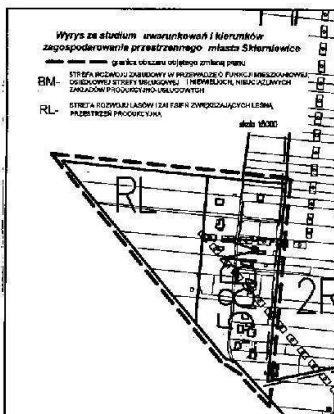 Wyrys ze studium uwarunkowań i kierunków
zagospodarowania przestrzennego miasta Skierniewice
granica obszaru objętego zmianą planu
BM- STREFA ROZWOJU ZABUDOWY W PRZEWADZE O FUNKCJI MIESZKANIOWEJ,
OSIEDLOWEJ STREFY USŁUGOWEJ I NIEWIELKICH, NIEUCIĄŻLIWYCH
ZAKŁADÓW PRODUKCYJNO-USŁUGOWYCH
RL- STREFA ROZWOJU LASÓW I ZALESIEŃ ZWIĘKSZAJĄCYCH LEŚNĄ
PRZESTRZEŃ PRODUKCYJNĄ
skala
RL
2R